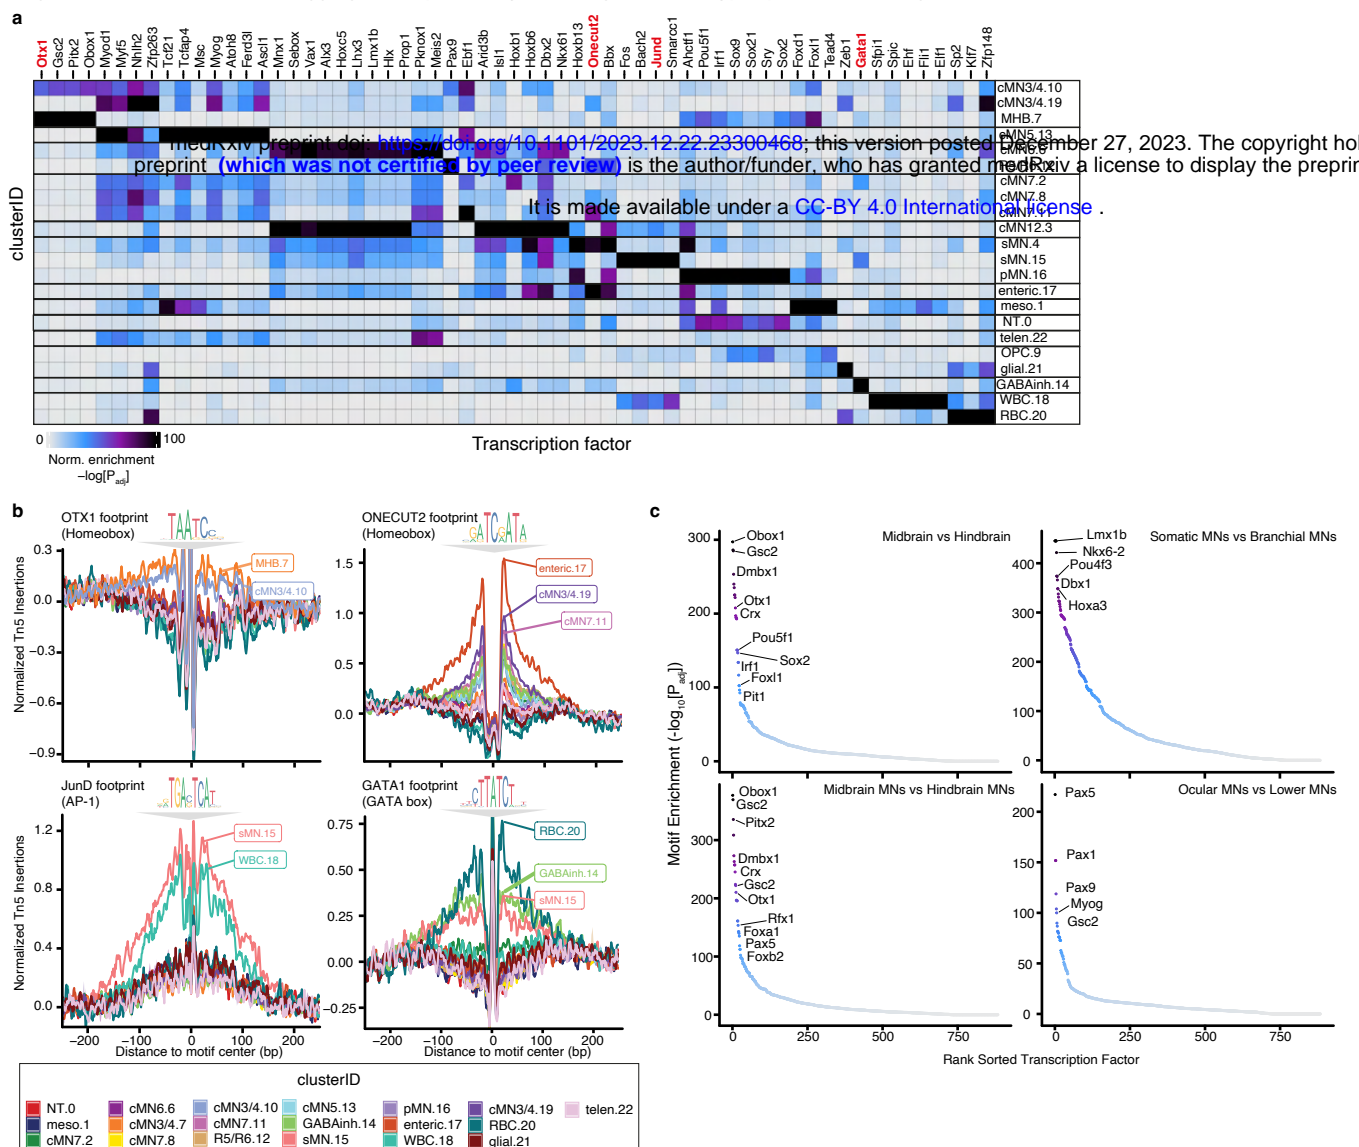 a
Otx1
Gsc2
Pitx2
Obox1
Myod1
Myf5
Nhlh2
Zfp263
Tcf21
Tcfap4
Msc
Myog
Atoh8
Ferd3l
Ascl1
Mnx1
Sebox
Vax1
Alx3
Hoxc5
Lhx3
Lmx1b
Hlx
Prop1
Pknox1
Meis2
Pax9
Ebf1
Arid3b
Isl1
Hoxb1
Hoxb6
Dbx2
Nkx61
Hoxb13
Onecut2
Bbx
Fos
Bach2
Jund
Smarcc1
Ahctf1
Pou5f1
Irf1
Sox9
Sox21
Sry
Sox2
Foxd1
Foxl1
Tead4
Zeb1
Gata1
Sfpi1
Spic
Ehf
Fli1
Elf1
Sp2
Klf7
Zfp148
clusterID
cMN3/4.10
cMN3/4.19
MHB.7
cMN5.13
medRxiv preprint doi: https://doi.org/10.1101/2023.12.22.23300468; this version posted December 27, 2023. The copyright hol
preprint (which was not certified by peer review) is the author/funder, who has granted medRxiv a license to display the preprin
cMN7.2
cMN7.8
It is made available under a CC-BY 4.0 International license .
cMN7.11
cMN12.3
sMN.4
sMN.15
pMN.16
enteric.17
meso.1
NT.0
telen.22
OPC.9
glial.21
GABAinh.14
WBC.18
RBC.20
0 100
Norm. enrichment
−log[Padj]
Transcription factor
b
OTX1 footprint
(Homeobox)
TAATCC
MHB.7
cMN3/4.10
0.3
0.0
−0.3
−0.6
−0.9
Normalized Tn5 Insertions
ONECUT2 footprint
(Homeobox)
enteric.17
cMN3/4.19
cMN7.11
1.5
1.0
0.5
0.0
JunD footprint
(AP-1)
sMN.15
WBC.18
1.2
0.8
0.4
0.0
Normalized Tn5 Insertions
−200 −100 0 100 200
Distance to motif center (bp)
GATA1 footprint
(GATA box)
RBC.20
GABAinh.14
sMN.15
0.75
0.50
0.25
0.00
−0.25
−200 −100 0 100 200
Distance to motif center (bp)
clusterID
NT.0 cMN6.6 cMN3/4.10 cMN5.13 pMN.16 cMN3/4.19 telen.22
meso.1 cMN3/4.7 cMN7.11 GABAinh.14 enteric.17 RBC.20
cMN7.2 cMN7.8 R5/R6.12 sMN.15 WBC.18 glial.21
c
Motif Enrichment (-log10[Padj])
Midbrain vs Hindbrain
Obox1
Gsc2
Dmbx1
Otx1
Crx
Pou5f1
Sox2
Irf1
Foxl1
Pit1
300
200
100
0
Somatic MNs vs Branchial MNs
Lmx1b
Nkx6-2
Pou4f3
Dbx1
Hoxa3
400
300
200
100
0
Midbrain MNs vs Hindbrain MNs
Obox1
Gsc2
Pitx2
Dmbx1
Crx
Gsc2
Otx1
Rfx1
Foxa1
Pax5
Foxb2
300
200
100
0
0 250 500 750
Ocular MNs vs Lower MNs
Pax5
Pax1
Pax9
Myog
Gsc2
200
150
100
50
0
0 250 500 750
Rank Sorted Transcription Factor